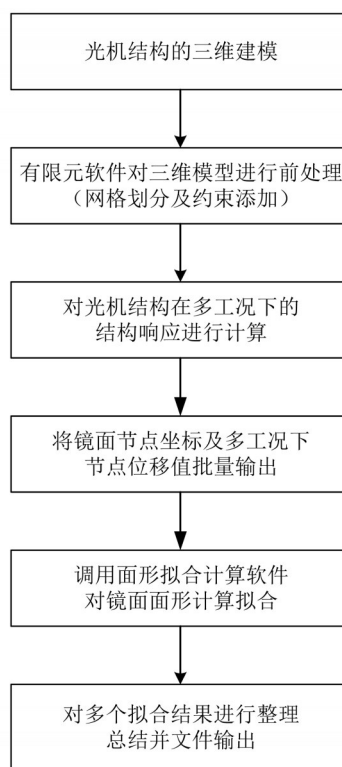 光机结构的三维建模
有限元软件对三维模型进行前处理
（网格划分及约束添加）
对光机结构在多工况下的
结构响应进行计算
将镜面节点坐标及多工况下
节点位移值批量输出
调用面形拟合计算软件
对镜面面形计算拟合
对多个拟合结果进行整理
总结并文件输出